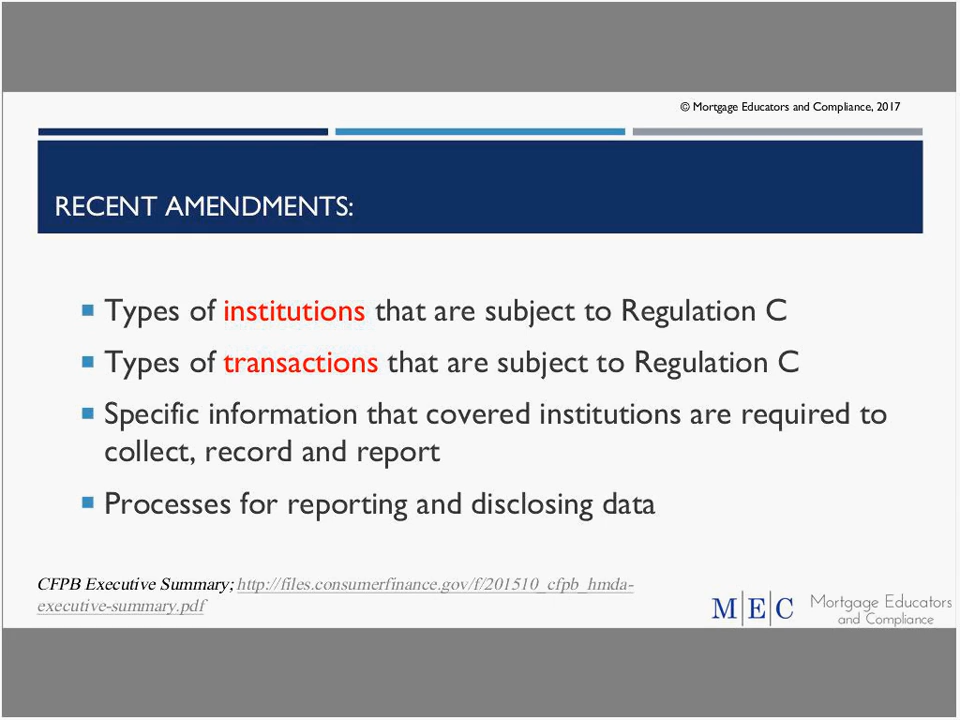 © Mortgage Educators and Compliance, 2017
RECENT AMENDMENTS:
Types of institutions that are subject to Regulation C
Types of transactions that are subject to Regulation C
Specific information that covered institutions are required to
collect, record and report
Processes for reporting and disclosing data
CFPB Executive Summary; http://files.consumerfinance.gov/f/201510_cfpb_hmda-
executive-summary.pdf
M|E|C Mortgage Educators
and Compliance